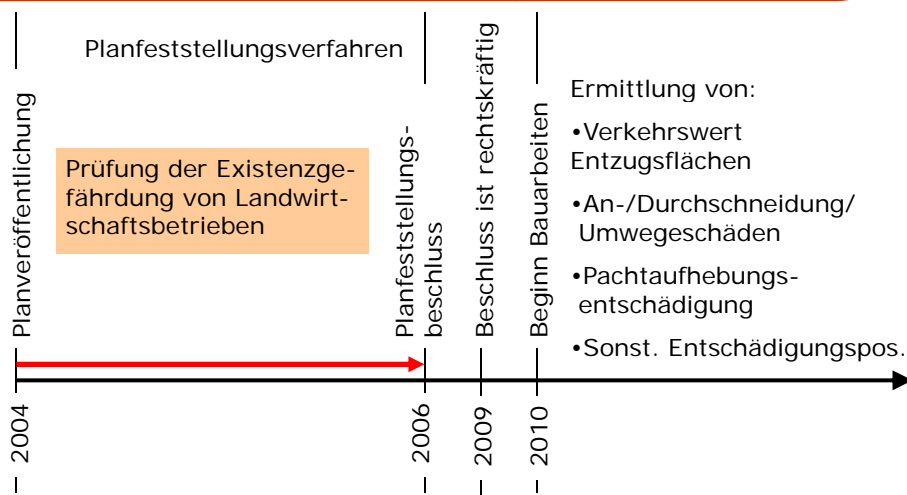 Planfeststellungsverfahren
Planveröffentlichung
Prüfung der Existenzge-
fährdung von Landwirt-
schaftsbetrieben
Planfeststellungs-
beschluss
Beschluss ist rechtskräftig
Beginn Bauarbeiten
Ermittlung von:
•Verkehrswert
Entzugsflächen
•An-/Durchschneidung/
Umwegeschäden
•Pachtaufhebungs-
entschädigung
•Sonst. Entschädigungspos.
2004
2006
2009
2010